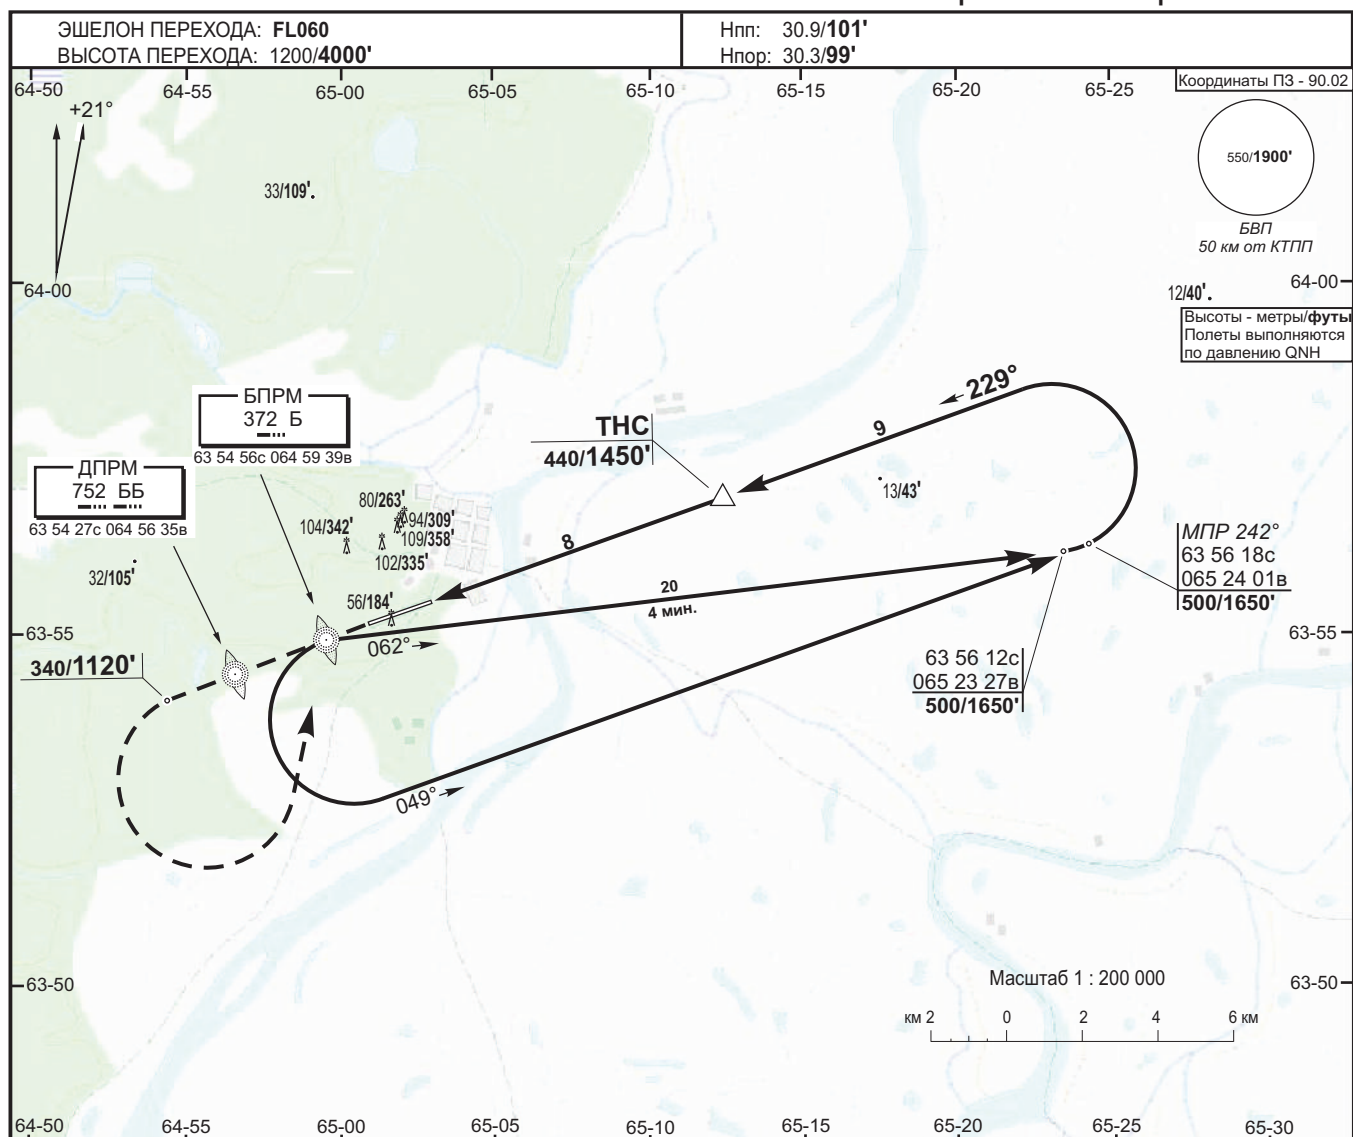 ЭШЕЛОН ПЕРЕХОДА: FL060
ВЫСОТА ПЕРЕХОДА: 1200/4000'
Нпп: 30.9/101'
Нпор: 30.3/99'
64-50 64-55 65-00 65-05 65-10 65-15 65-20 65-25
Координаты ПЗ - 90.02
+21°
550/1900'
БВП
50 км от КТПП
33/109'
64-00
64-00
12/40'
Высоты - метры/футы
Полеты выполняются
по давлению QNH
229°
9
БПРМ
372 Б
63 54 56с 064 59 39в
ТНС
440/1450'
ДПРМ
752 ББ
63 54 27с 064 56 35в
13/43'
80/263'
94/309'
104/342'
109/358'
102/335'
8
МПР 242°
63 56 18с
065 24 01в
500/1650'
32/105'
56/184'
20
4 мин.
63-55
63-55
062°
340/1120'
63 56 12с
065 23 27в
500/1650'
049°
63-50
63-50
Масштаб 1 : 200 000
км 2 0 2 4 6 км
64-50 64-55 65-00 65-05 65-10 65-15 65-20 65-25 65-30